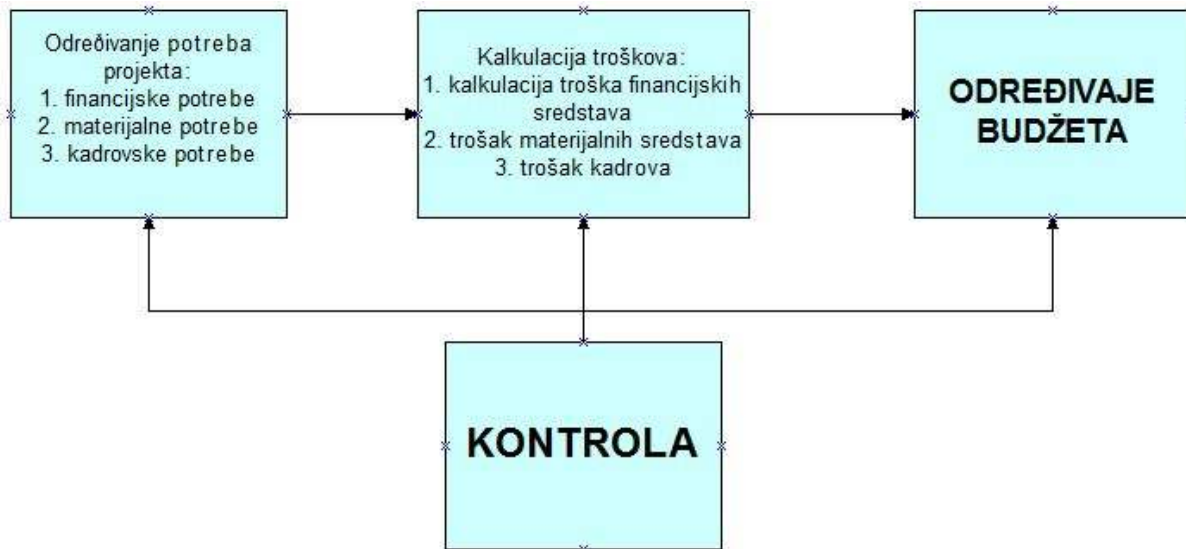 Određivanje potreba
projekta:
1. financijske potrebe
2. materijalne potrebe
3. kadrovske potrebe
Kalkulacija troškova:
1. kalkulacija troška financijskih
sredstava
2. trošak materijalnih sredstava
3. trošak kadrova
ODREĐIVAJE
BUDŽETA
KONTROLA